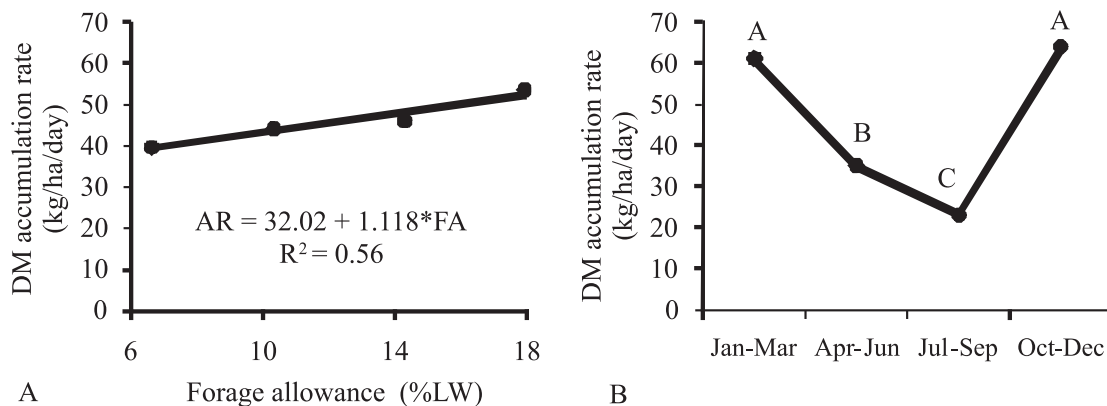 DM accumulation rate
(kg/ha/day)
70
60
50
40
30
20
10
0
AR = 32.02 + 1.118*FA
R² = 0.56
6
10
14
18
Forage allowance (%LW)
A
DM accumulation rate
(kg/ha/day)
70
60
50
40
30
20
10
0
A
B
C
A
Jan-Mar
Apr-Jun
Jul-Sep
Oct-Dec
B